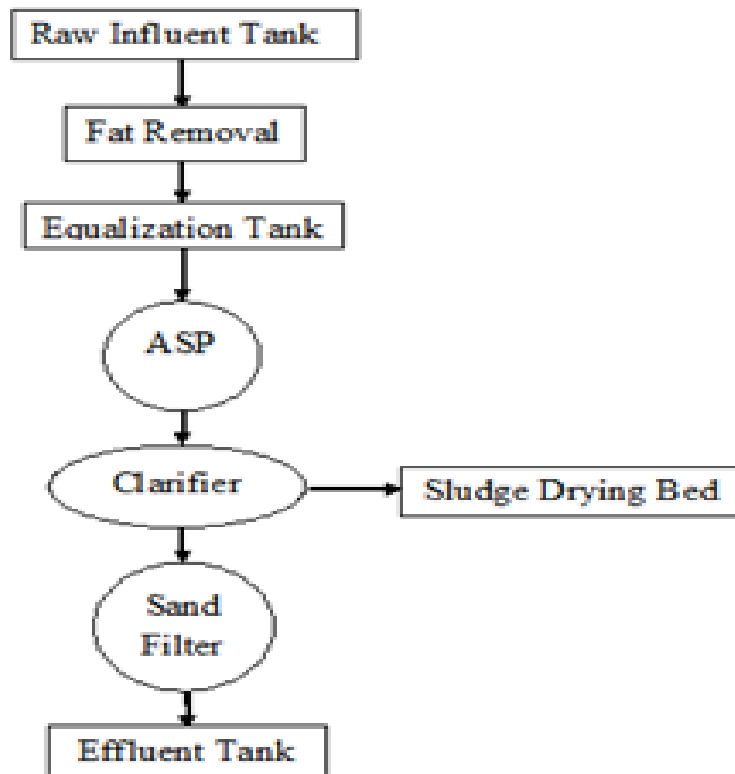 Raw Influent Tank
Fat Removal
Equalization Tank
ASP
Clarifier
Sludge Drying Bed
Sand
Filter
Effluent Tank